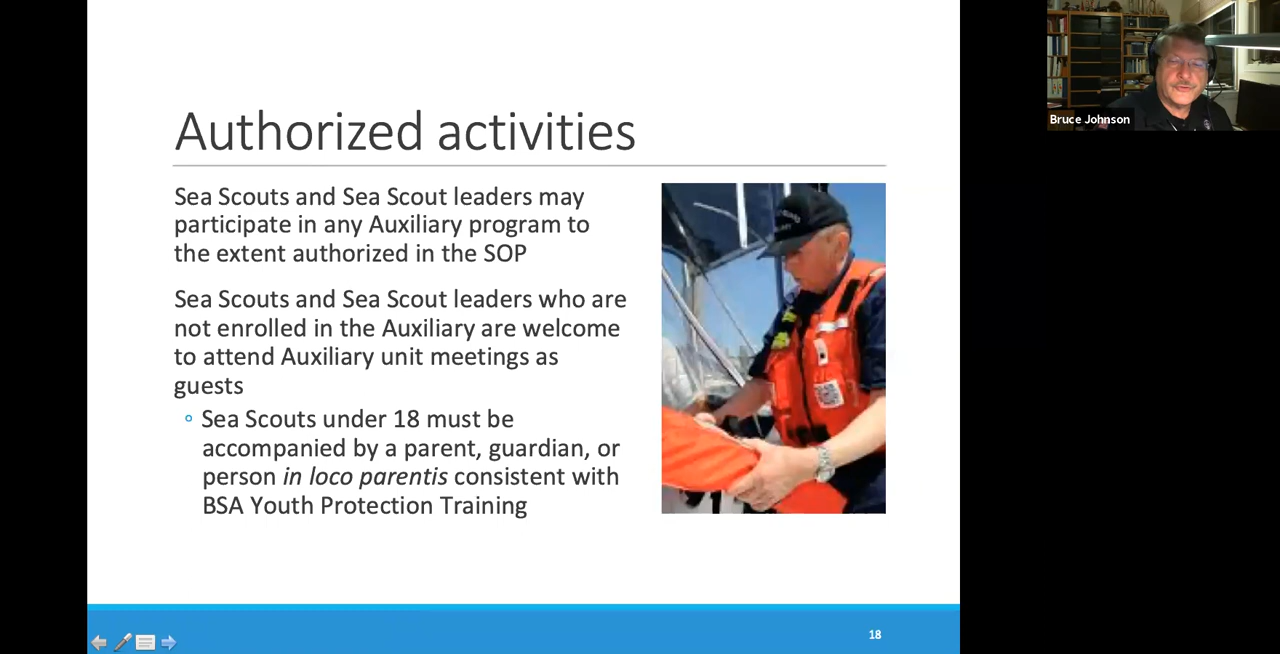 Authorized activities
Sea Scouts and Sea Scout leaders may
participate in any Auxiliary program to
the extent authorized in the SOP
Sea Scouts and Sea Scout leaders who are
not enrolled in the Auxiliary are welcome
to attend Auxiliary unit meetings as
guests
Sea Scouts under 18 must be
accompanied by a parent, guardian, or
person in loco parentis consistent with
BSA Youth Protection Training
18
Bruce Johnson